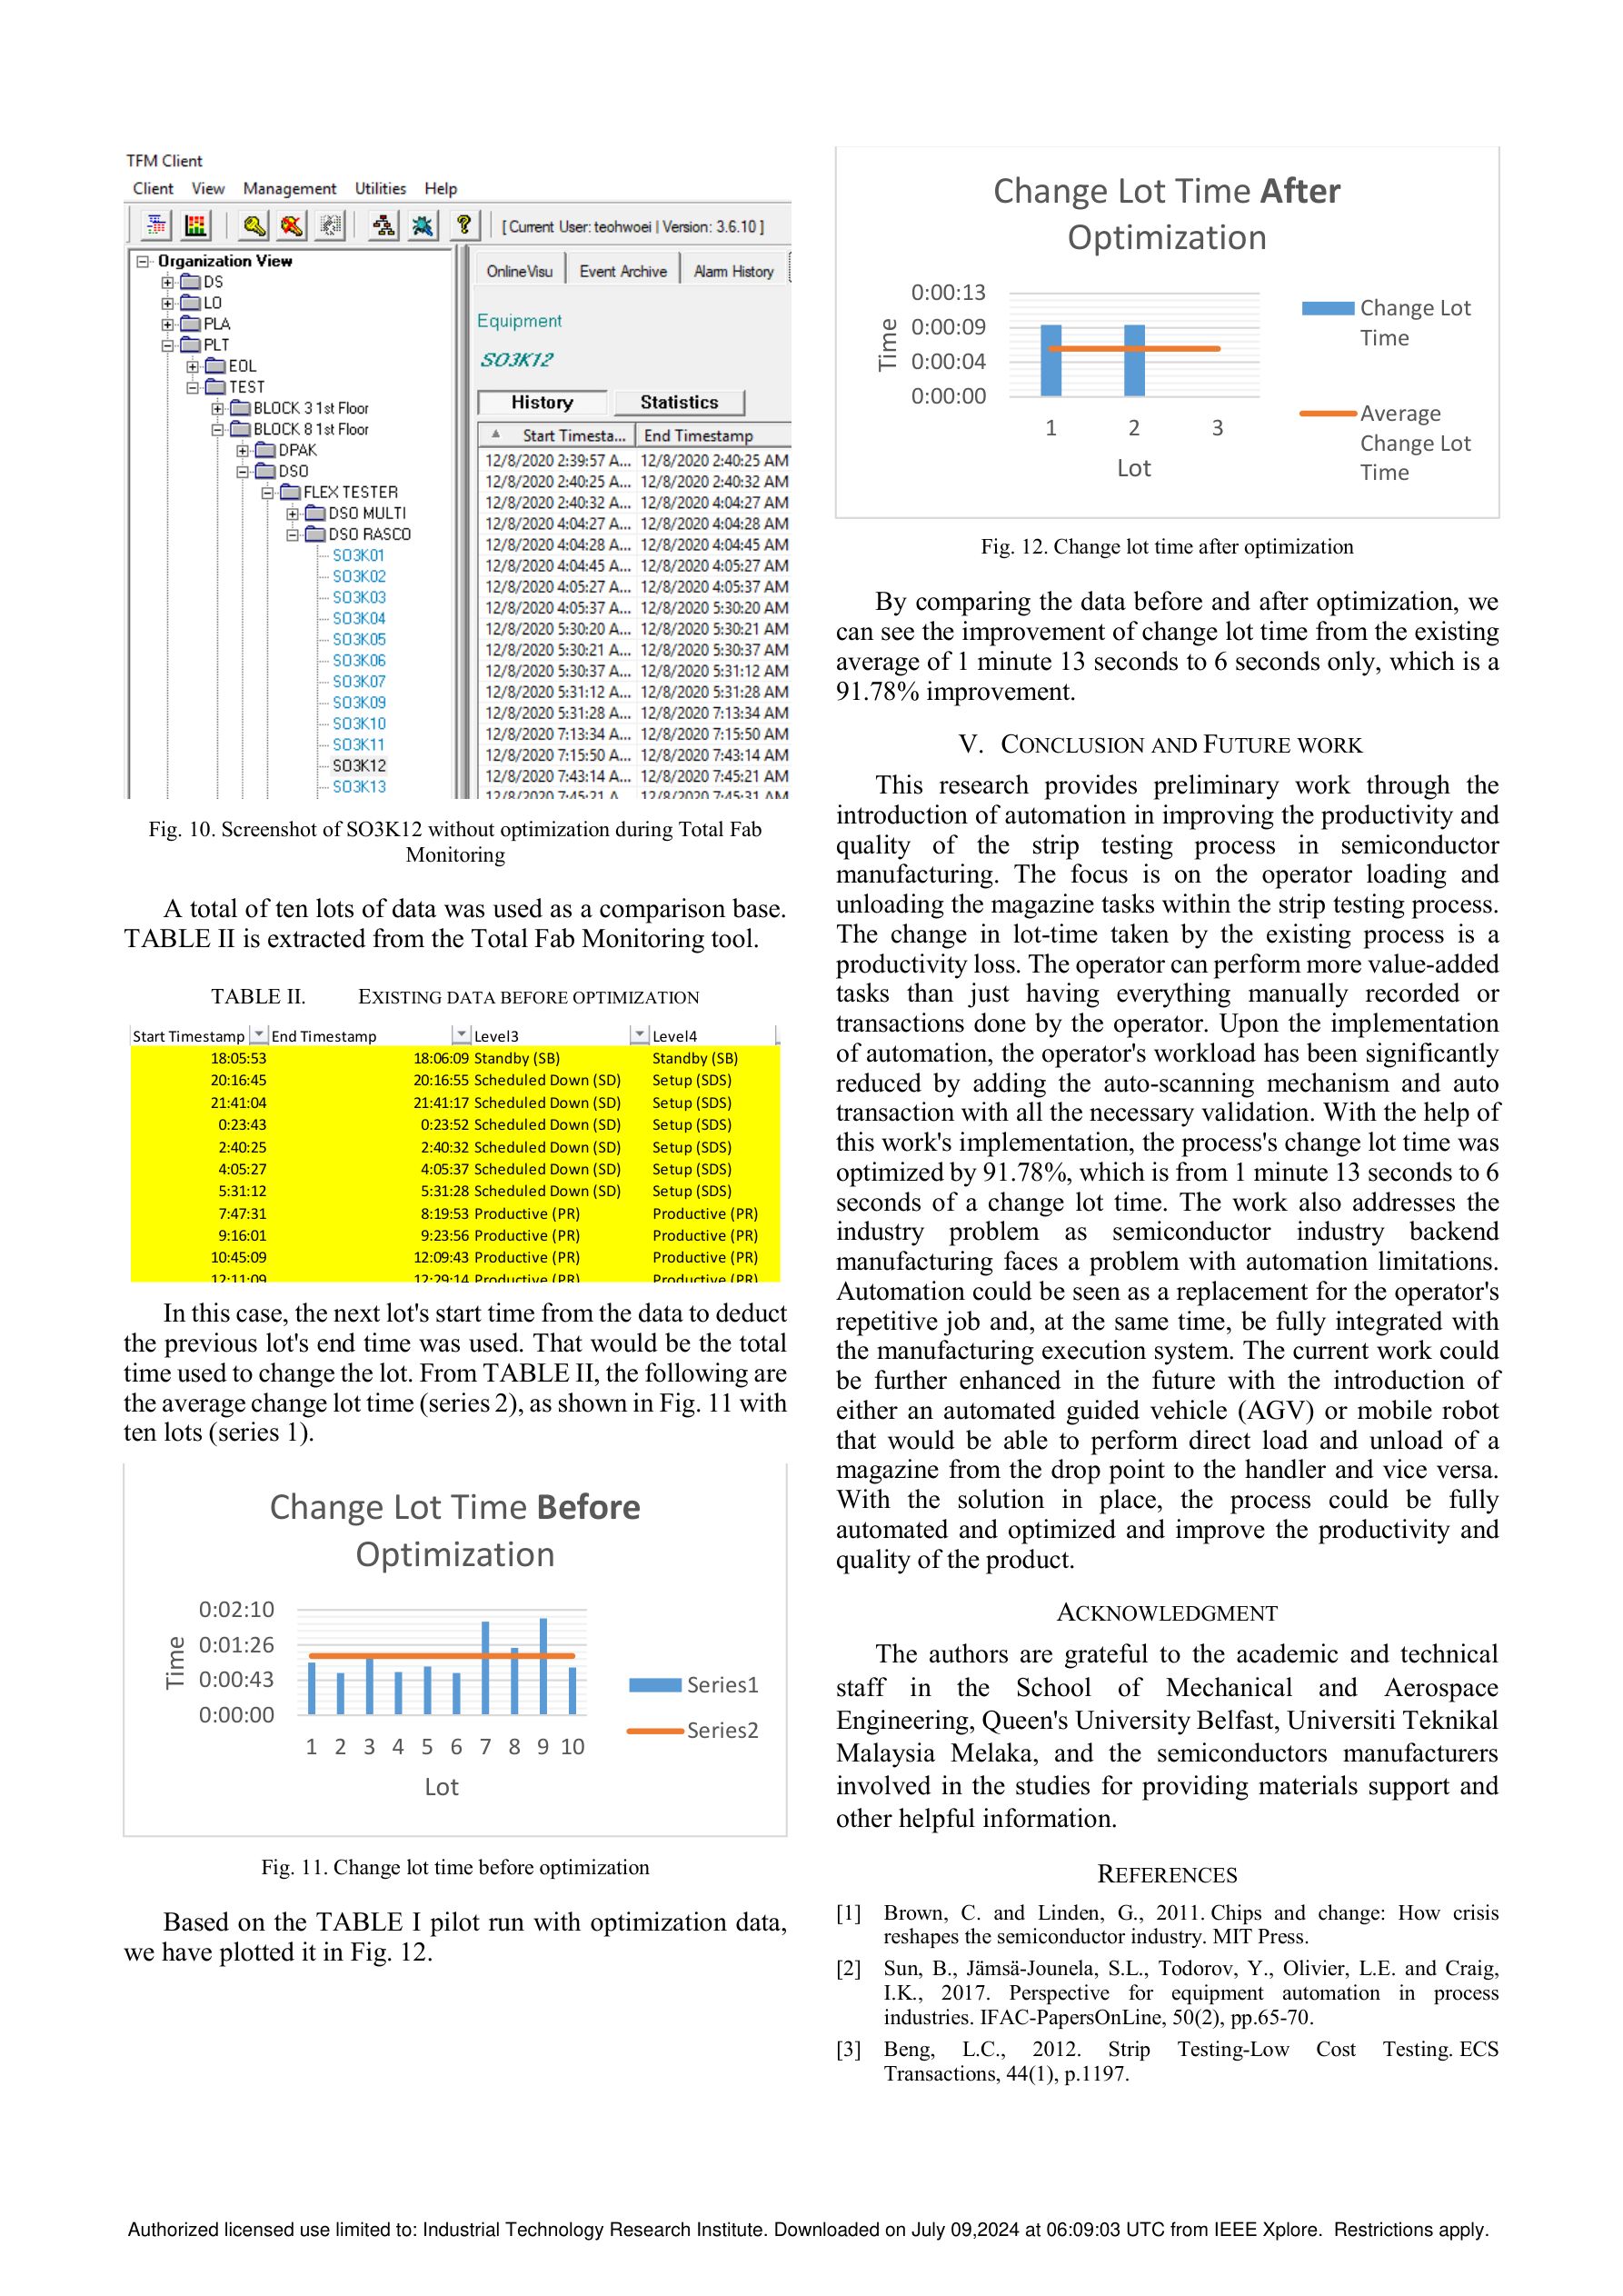 TFM Client
Client View Management Utilities Help
[ Current User: teohwoei | Version: 3.6.10 ]
Organization View
DS
LO
PLA
PLT
EOL
TEST
BLOCK 3 1st Floor
BLOCK 8 1st Floor
DPAK
DSO
FLEX TESTER
DSO MULTI
DSO RASCO
SO3K01
SO3K02
SO3K03
SO3K04
SO3K05
SO3K06
SO3K07
SO3K09
SO3K10
SO3K11
SO3K12
SO3K13
OnlineVisu Event Archive Alarm History
Equipment
SO3K12
History Statistics
Start Timesta... End Timestamp
12/8/2020 2:39:57 A... 12/8/2020 2:40:25 AM
12/8/2020 2:40:25 A... 12/8/2020 2:40:32 AM
12/8/2020 2:40:32 A... 12/8/2020 4:04:27 AM
12/8/2020 4:04:27 A... 12/8/2020 4:04:28 AM
12/8/2020 4:04:28 A... 12/8/2020 4:04:45 AM
12/8/2020 4:04:45 A... 12/8/2020 4:05:27 AM
12/8/2020 4:05:27 A... 12/8/2020 4:05:37 AM
12/8/2020 4:05:37 A... 12/8/2020 5:30:20 AM
12/8/2020 5:30:20 A... 12/8/2020 5:30:21 AM
12/8/2020 5:30:21 A... 12/8/2020 5:30:37 AM
12/8/2020 5:30:37 A... 12/8/2020 5:31:12 AM
12/8/2020 5:31:12 A... 12/8/2020 5:31:28 AM
12/8/2020 5:31:28 A... 12/8/2020 7:13:34 AM
12/8/2020 7:13:34 A... 12/8/2020 7:15:50 AM
12/8/2020 7:15:50 A... 12/8/2020 7:43:14 AM
12/8/2020 7:43:14 A... 12/8/2020 7:45:21 AM
12/8/2020 7:45:21 A 12/8/2020 7:45:31 AM
Fig. 10. Screenshot of SO3K12 without optimization during Total Fab
Monitoring
A total of ten lots of data was used as a comparison base.
TABLE II is extracted from the Total Fab Monitoring tool.
TABLE II. EXISTING DATA BEFORE OPTIMIZATION
Start Timestamp End Timestamp Level3 Level4
18:05:53 18:06:09 Standby (SB) Standby (SB)
20:16:45 20:16:55 Scheduled Down (SD) Setup (SDS)
21:41:04 21:41:17 Scheduled Down (SD) Setup (SDS)
0:23:43 0:23:52 Scheduled Down (SD) Setup (SDS)
2:40:25 2:40:32 Scheduled Down (SD) Setup (SDS)
4:05:27 4:05:37 Scheduled Down (SD) Setup (SDS)
5:31:12 5:31:28 Scheduled Down (SD) Setup (SDS)
7:47:31 8:19:53 Productive (PR) Productive (PR)
9:16:01 9:23:56 Productive (PR) Productive (PR)
10:45:09 12:09:43 Productive (PR) Productive (PR)
12:11:09 12:29:14 Productive (PR) Productive (PR)
In this case, the next lot's start time from the data to deduct
the previous lot's end time was used. That would be the total
time used to change the lot. From TABLE II, the following are
the average change lot time (series 2), as shown in Fig. 11 with
ten lots (series 1).
Change Lot Time Before
Optimization
Time
0:02:10
0:01:26
0:00:43
0:00:00
1 2 3 4 5 6 7 8 9 10
Lot
Series1
Series2
Fig. 11. Change lot time before optimization
Based on the TABLE I pilot run with optimization data,
we have plotted it in Fig. 12.
Change Lot Time After
Optimization
Time
0:00:13
0:00:09
0:00:04
0:00:00
1 2 3
Lot
Change Lot
Time
Average
Change Lot
Time
Fig. 12. Change lot time after optimization
By comparing the data before and after optimization, we
can see the improvement of change lot time from the existing
average of 1 minute 13 seconds to 6 seconds only, which is a
91.78% improvement.
V. CONCLUSION AND FUTURE WORK
This research provides preliminary work through the
introduction of automation in improving the productivity and
quality of the strip testing process in semiconductor
manufacturing. The focus is on the operator loading and
unloading the magazine tasks within the strip testing process.
The change in lot-time taken by the existing process is a
productivity loss. The operator can perform more value-added
tasks than just having everything manually recorded or
transactions done by the operator. Upon the implementation
of automation, the operator's workload has been significantly
reduced by adding the auto-scanning mechanism and auto
transaction with all the necessary validation. With the help of
this work's implementation, the process's change lot time was
optimized by 91.78%, which is from 1 minute 13 seconds to 6
seconds of a change lot time. The work also addresses the
industry problem as semiconductor industry backend
manufacturing faces a problem with automation limitations.
Automation could be seen as a replacement for the operator's
repetitive job and, at the same time, be fully integrated with
the manufacturing execution system. The current work could
be further enhanced in the future with the introduction of
either an automated guided vehicle (AGV) or mobile robot
that would be able to perform direct load and unload of a
magazine from the drop point to the handler and vice versa.
With the solution in place, the process could be fully
automated and optimized and improve the productivity and
quality of the product.
ACKNOWLEDGMENT
The authors are grateful to the academic and technical
staff in the School of Mechanical and Aerospace
Engineering, Queen's University Belfast, Universiti Teknikal
Malaysia Melaka, and the semiconductors manufacturers
involved in the studies for providing materials support and
other helpful information.
REFERENCES
[1] Brown, C. and Linden, G., 2011. Chips and change: How crisis
reshapes the semiconductor industry. MIT Press.
[2] Sun, B., Jämsä-Jounela, S.L., Todorov, Y., Olivier, L.E. and Craig,
I.K., 2017. Perspective for equipment automation in process
industries. IFAC-PapersOnLine, 50(2), pp.65-70.
[3] Beng, L.C., 2012. Strip Testing-Low Cost Testing. ECS
Transactions, 44(1), p.1197.
Authorized licensed use limited to: Industrial Technology Research Institute. Downloaded on July 09,2024 at 06:09:03 UTC from IEEE Xplore. Restrictions apply.